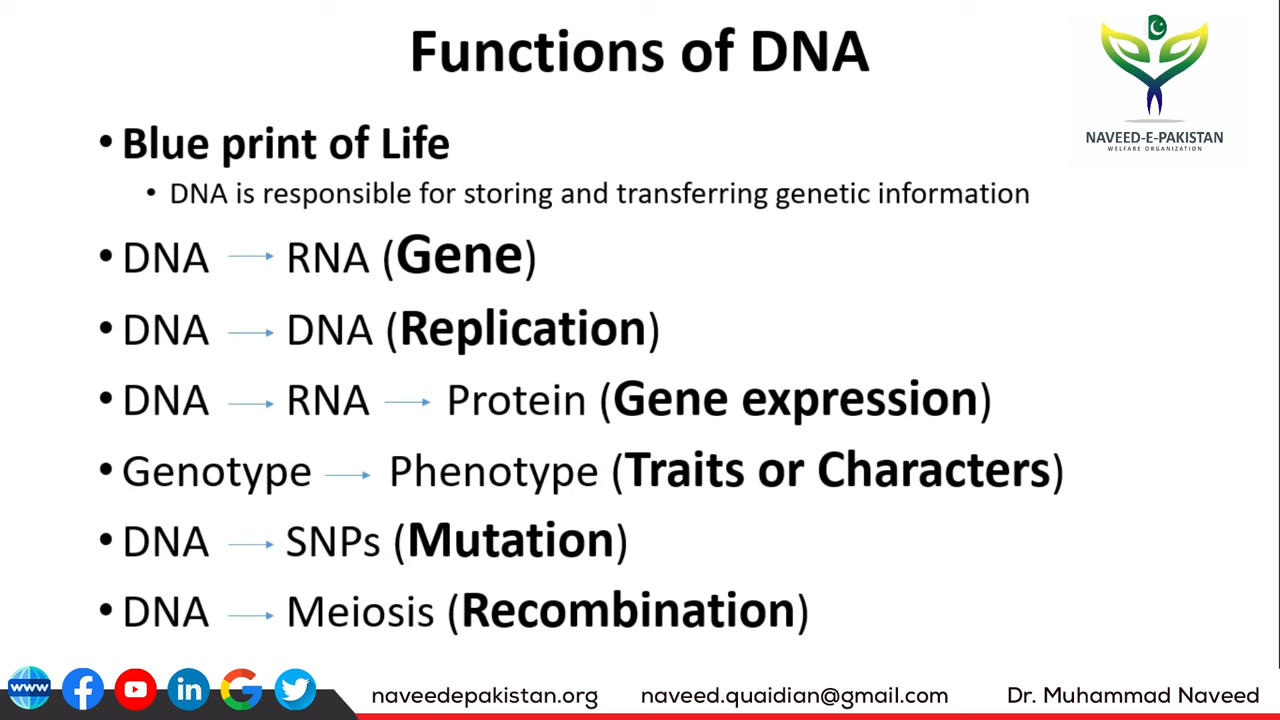 Functions of DNA
NAVEED-E-PAKISTAN
WELFARE ORGANIZATION
• Blue print of Life
• DNA is responsible for storing and transferring genetic information
• DNA → RNA (Gene)
• DNA → DNA (Replication)
• DNA → RNA → Protein (Gene expression)
• Genotype → Phenotype (Traits or Characters)
• DNA → SNPs (Mutation)
• DNA → Meiosis (Recombination)
www naveedepakistan.org naveed.quaidian@gmail.com Dr. Muhammad Naveed